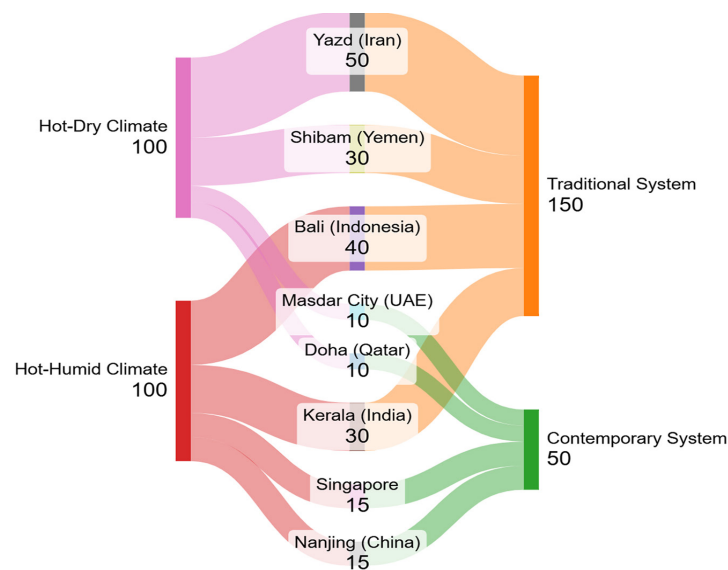 Hot-Dry Climate
100
Hot-Humid Climate
100
Yazd (Iran)
50
Shibam (Yemen)
30
Bali (Indonesia)
40
Masdar City (UAE)
10
Doha (Qatar)
10
Kerala (India)
30
Singapore
15
Nanjing (China)
15
Traditional System
150
Contemporary System
50